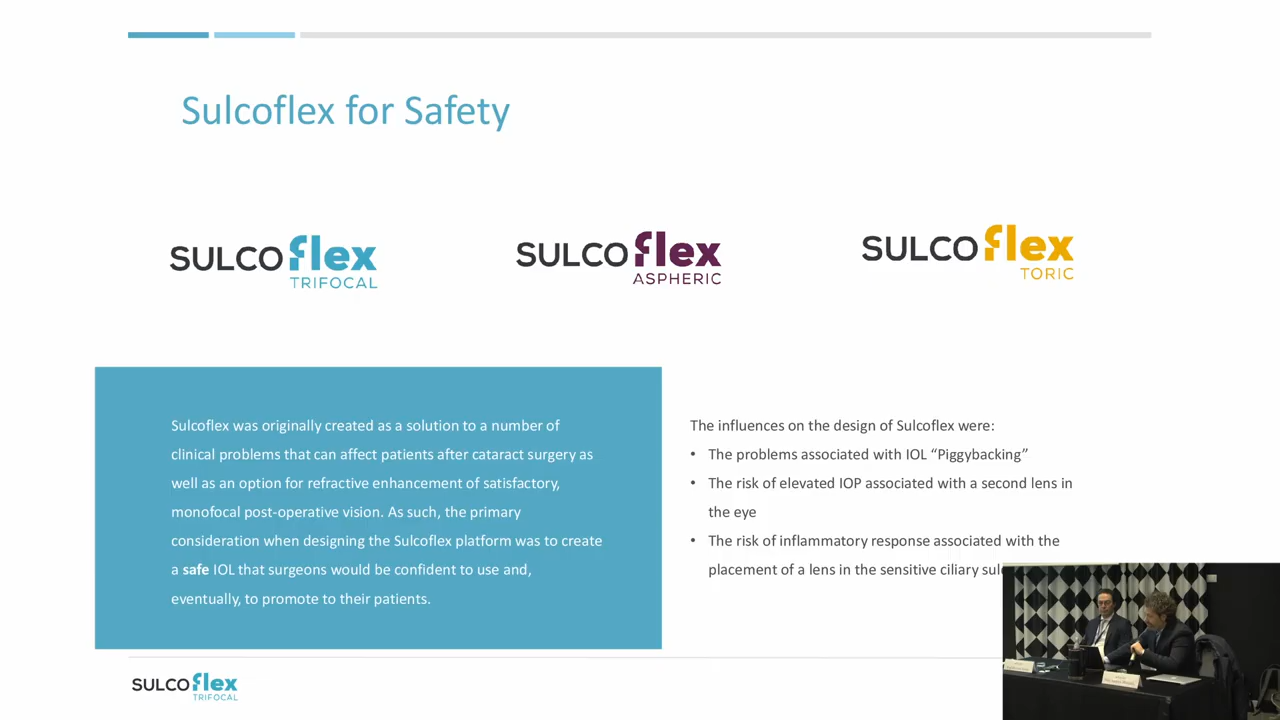 Sulcoflex for Safety
SULCOflex
TRIFOCAL
SULCOflex
ASPHERIC
SULCOflex
TORIC
Sulcoflex was originally created as a solution to a number of
clinical problems that can affect patients after cataract surgery as
well as an option for refractive enhancement of satisfactory,
monofocal post-operative vision. As such, the primary
consideration when designing the Sulcoflex platform was to create
a safe IOL that surgeons would be confident to use and,
eventually, to promote to their patients.
The influences on the design of Sulcoflex were:
• The problems associated with IOL “Piggybacking”
• The risk of elevated IOP associated with a second lens in
the eye
• The risk of inflammatory response associated with the
placement of a lens in the sensitive ciliary
SULCOflex
TRIFOCAL